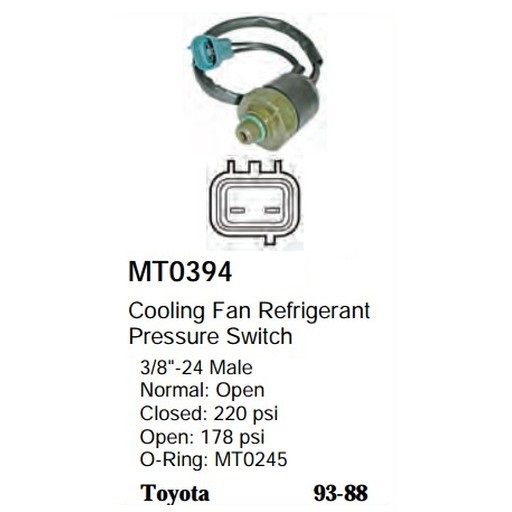 MT0394
Cooling Fan Refrigerant
Pressure Switch
3/8"-24 Male
Normal: Open
Closed: 220 psi
Open: 178 psi
O-Ring: MT0245
Toyota 93-88